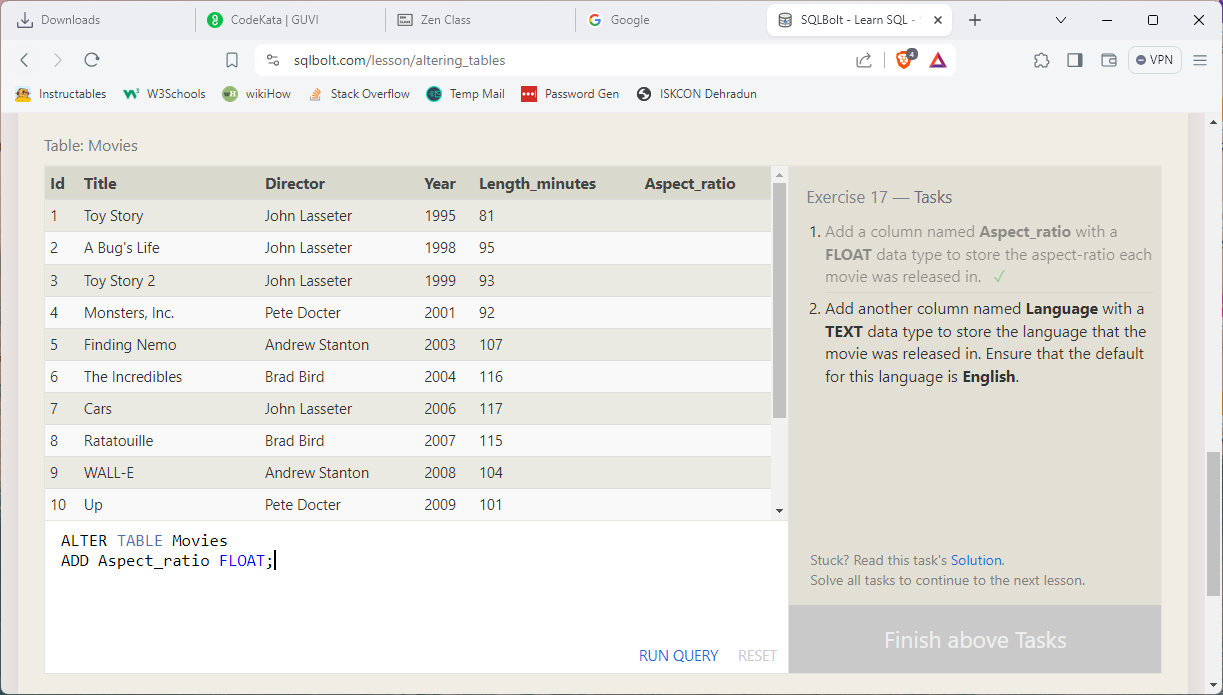 Downloads
CodeKata | GUVI
Zen Class
Google
SQLBolt - Learn SQL -
sqlbolt.com/lesson/altering_tables
4
VPN
Instructables
W3Schools
wikiHow
Stack Overflow
Temp Mail
Password Gen
ISKCON Dehradun
Table: Movies
Id Title Director Year Length_minutes Aspect_ratio
1 Toy Story John Lasseter 1995 81
2 A Bug's Life John Lasseter 1998 95
3 Toy Story 2 John Lasseter 1999 93
4 Monsters, Inc. Pete Docter 2001 92
5 Finding Nemo Andrew Stanton 2003 107
6 The Incredibles Brad Bird 2004 116
7 Cars John Lasseter 2006 117
8 Ratatouille Brad Bird 2007 115
9 WALL-E Andrew Stanton 2008 104
10 Up Pete Docter 2009 101
ALTER TABLE Movies
ADD Aspect_ratio FLOAT;
RUN QUERY RESET
Exercise 17 — Tasks
1. Add a column named Aspect_ratio with a
FLOAT data type to store the aspect-ratio each
movie was released in. ✓
2. Add another column named Language with a
TEXT data type to store the language that the
movie was released in. Ensure that the default
for this language is English.
Stuck? Read this task's Solution.
Solve all tasks to continue to the next lesson.
Finish above Tasks